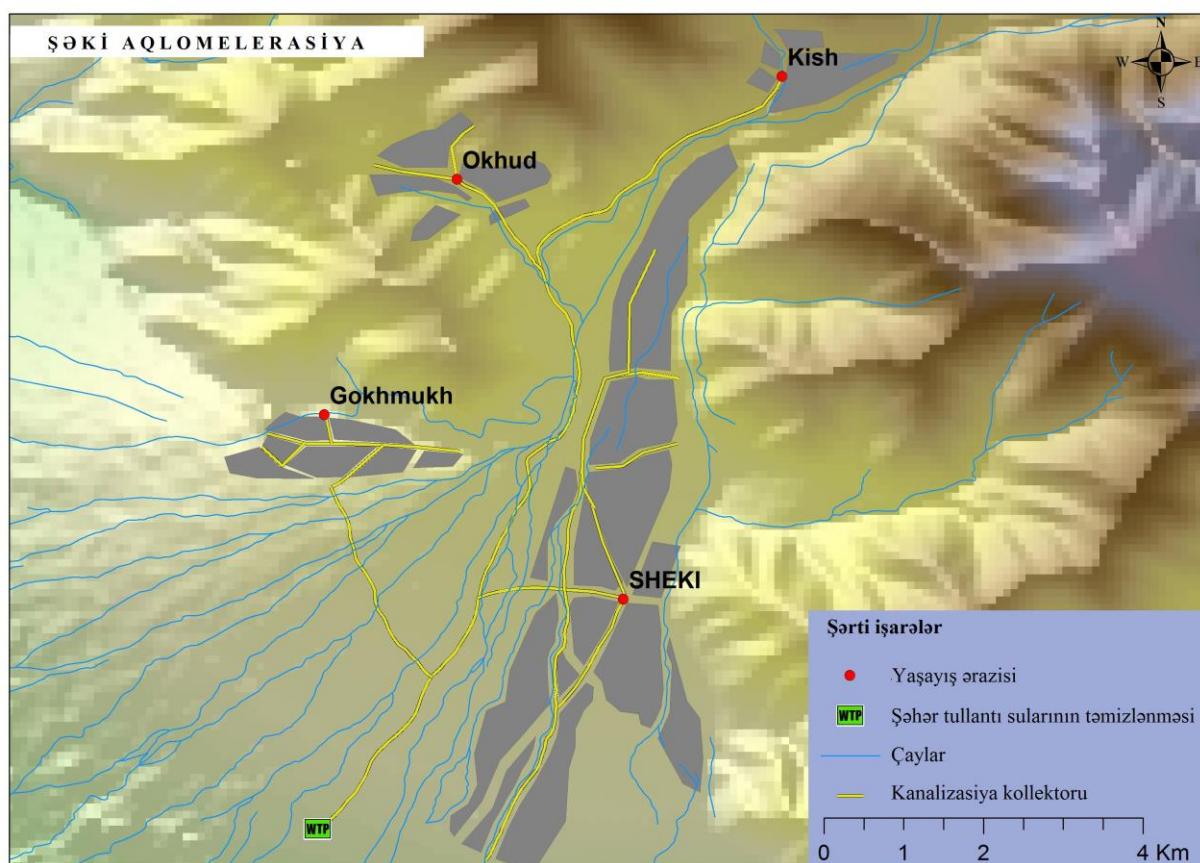 ŞƏKİ AQLOMELERASİYA
N
W E
S
Kish
Okhud
Gokhmukh
SHEKI
WTP
Şərti işarələr
Yaşayış ərazisi
WTP Şəhər tullantı sularının təmizlənməsi
Çaylar
Kanalizasiya kollektoru
0 1 2 4 Km